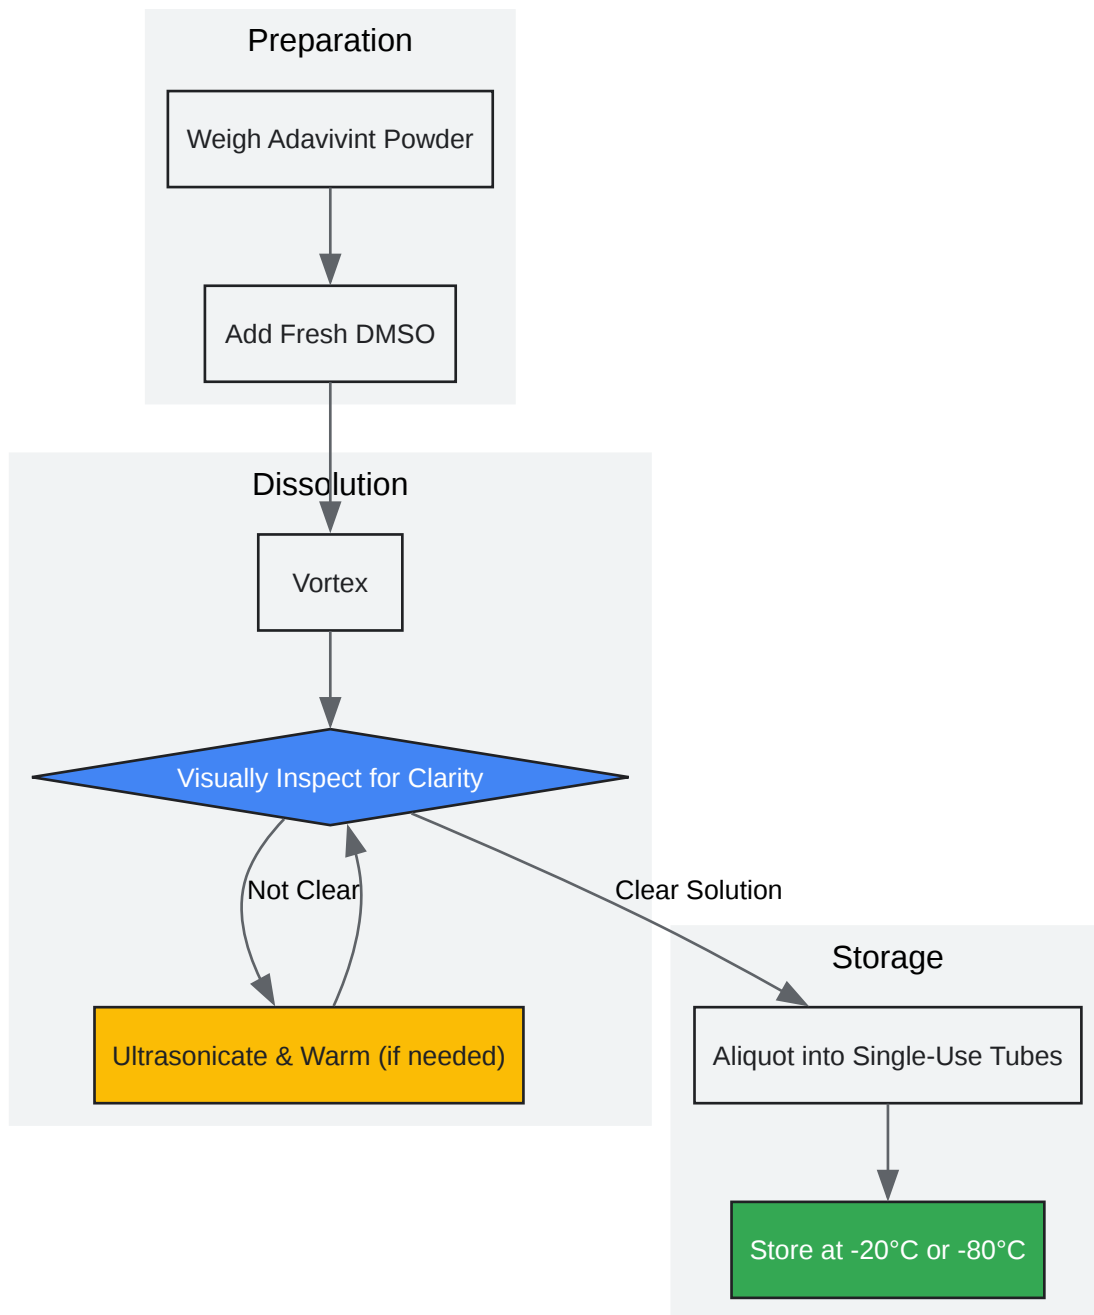 Preparation
Weigh Adavivint Powder
Add Fresh DMSO
Dissolution
Vortex
Visually Inspect for Clarity
Not Clear
Clear Solution
Ultrasonicate & Warm (if needed)
Storage
Aliquot into Single-Use Tubes
Store at -20°C or -80°C